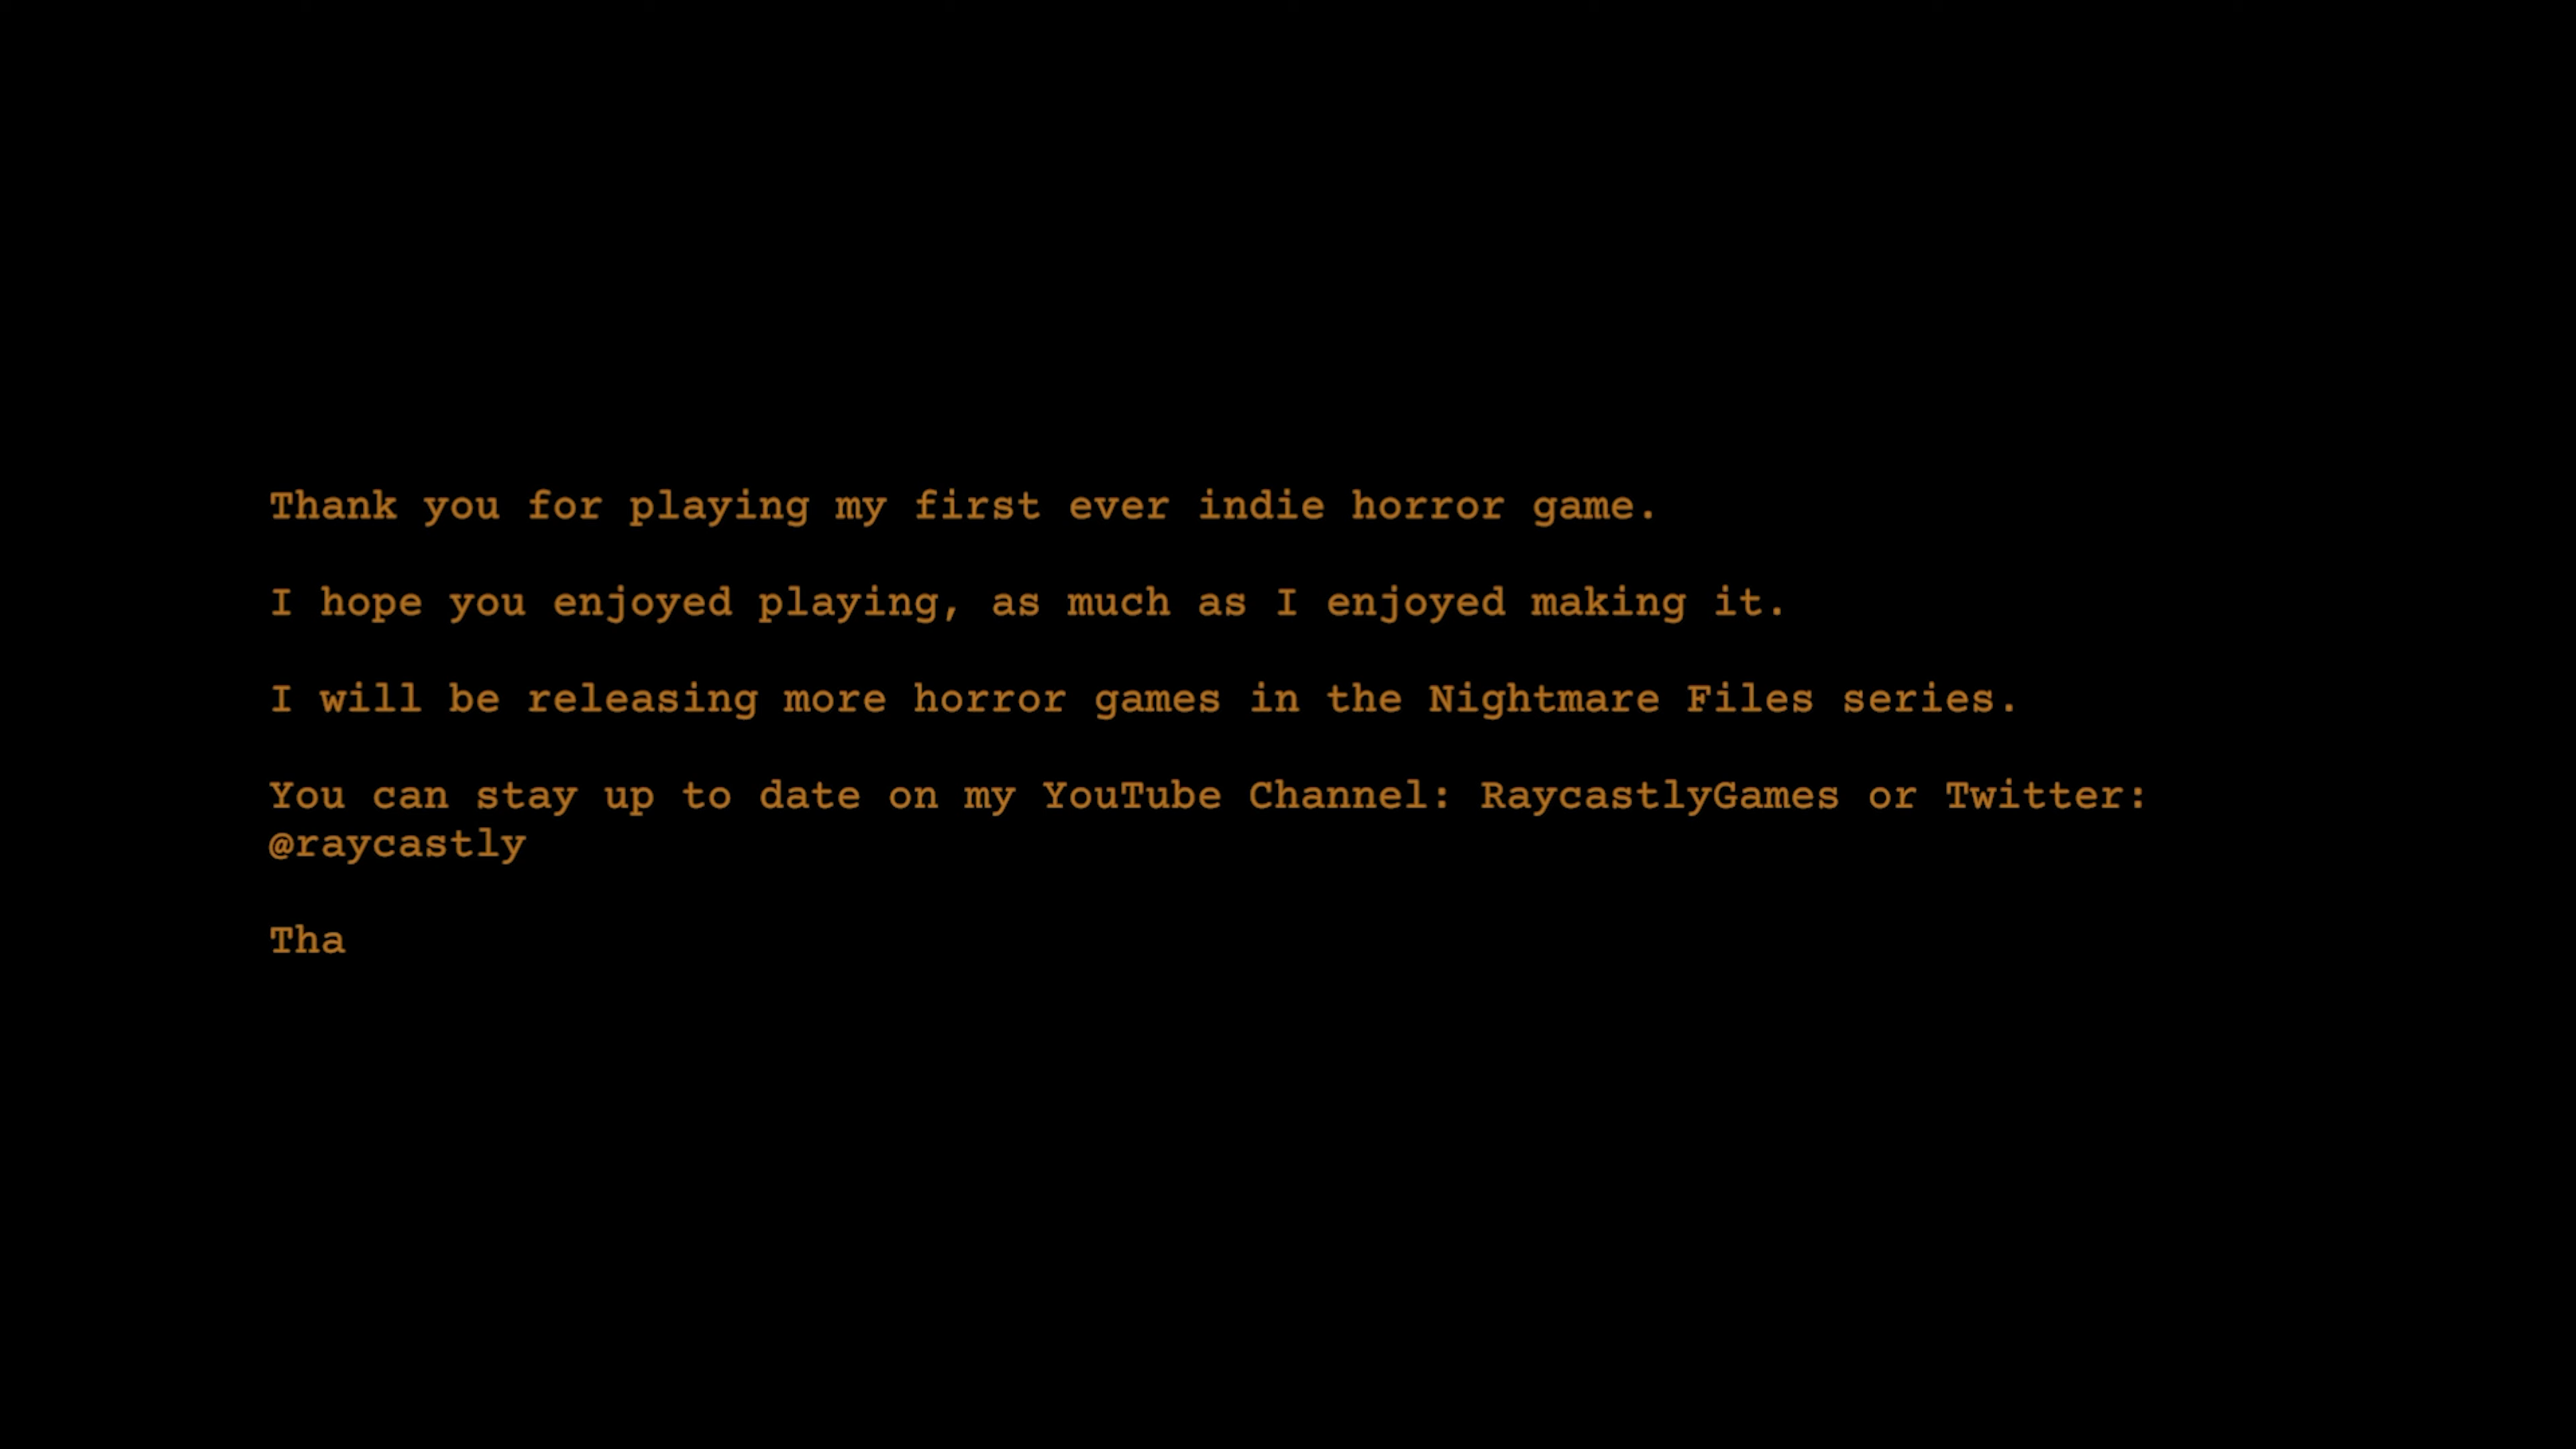 Thank you for playing my first ever indie horror game.
I hope you enjoyed playing, as much as I enjoyed making it.
I will be releasing more horror games in the Nightmare Files series.
You can stay up to date on my YouTube Channel: RaycastlyGames or Twitter:
@raycastly
Tha